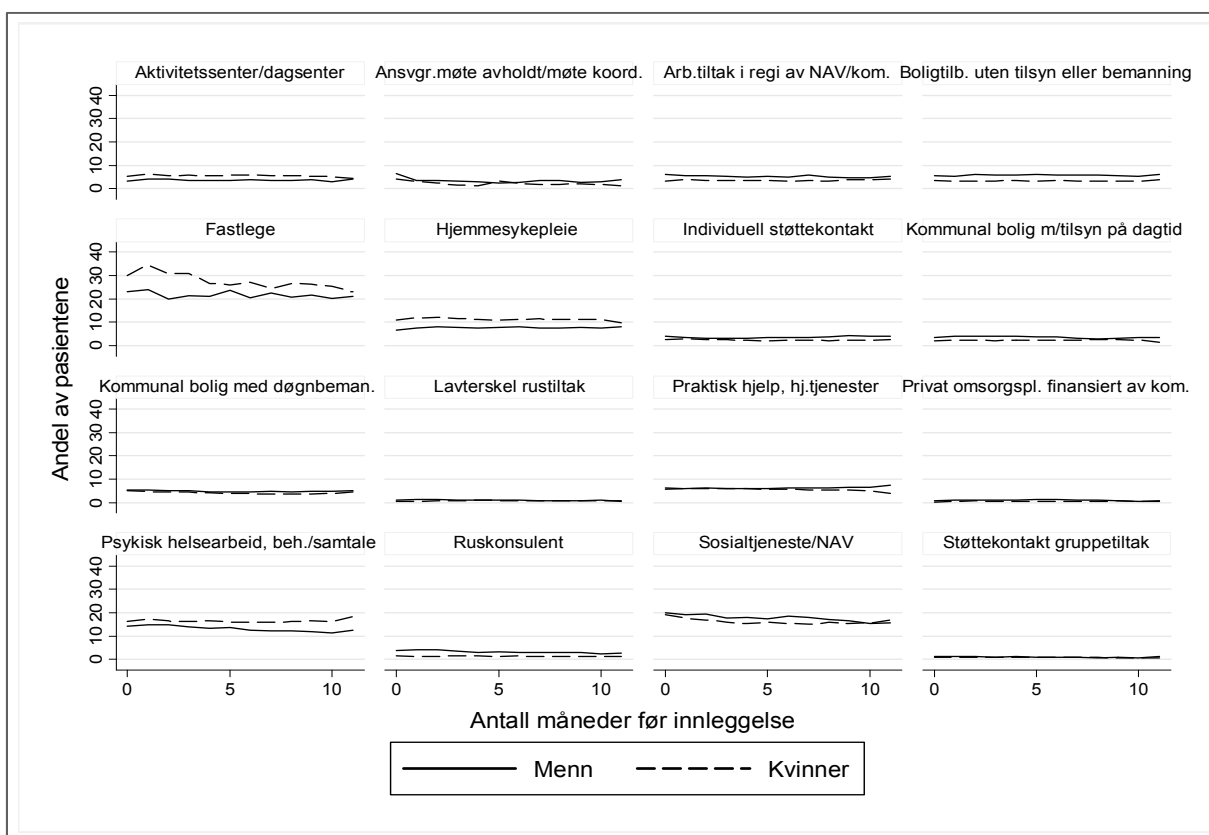 Aktivitetssenter/dagsenter
Ansvgr.møte avholdt/møte koord.
Arb.tiltak i regi av NAV/kom.
Boligtilb. uten tilsyn eller bemanning
0 10 20 30 40
Fastlege
Hjemmesykepleie
Individuell støttekontakt
Kommunal bolig m/tilsyn på dagtid
0 10 20 30 40
Kommunal bolig med døgnbeman.
Lavterskel rustiltak
Praktisk hjelp, hj.tjenester
Privat omsorgspl. finansiert av kom.
0 10 20 30 40
Psykisk helsearbeid, beh./samtale
Ruskonsulent
Sosialtjeneste/NAV
Støttekontakt gruppetiltak
0 10 20 30 40
0 5 10
0 5 10
0 5 10
0 5 10
Andel av pasientene
Antall måneder før innleggelse
Menn
Kvinner